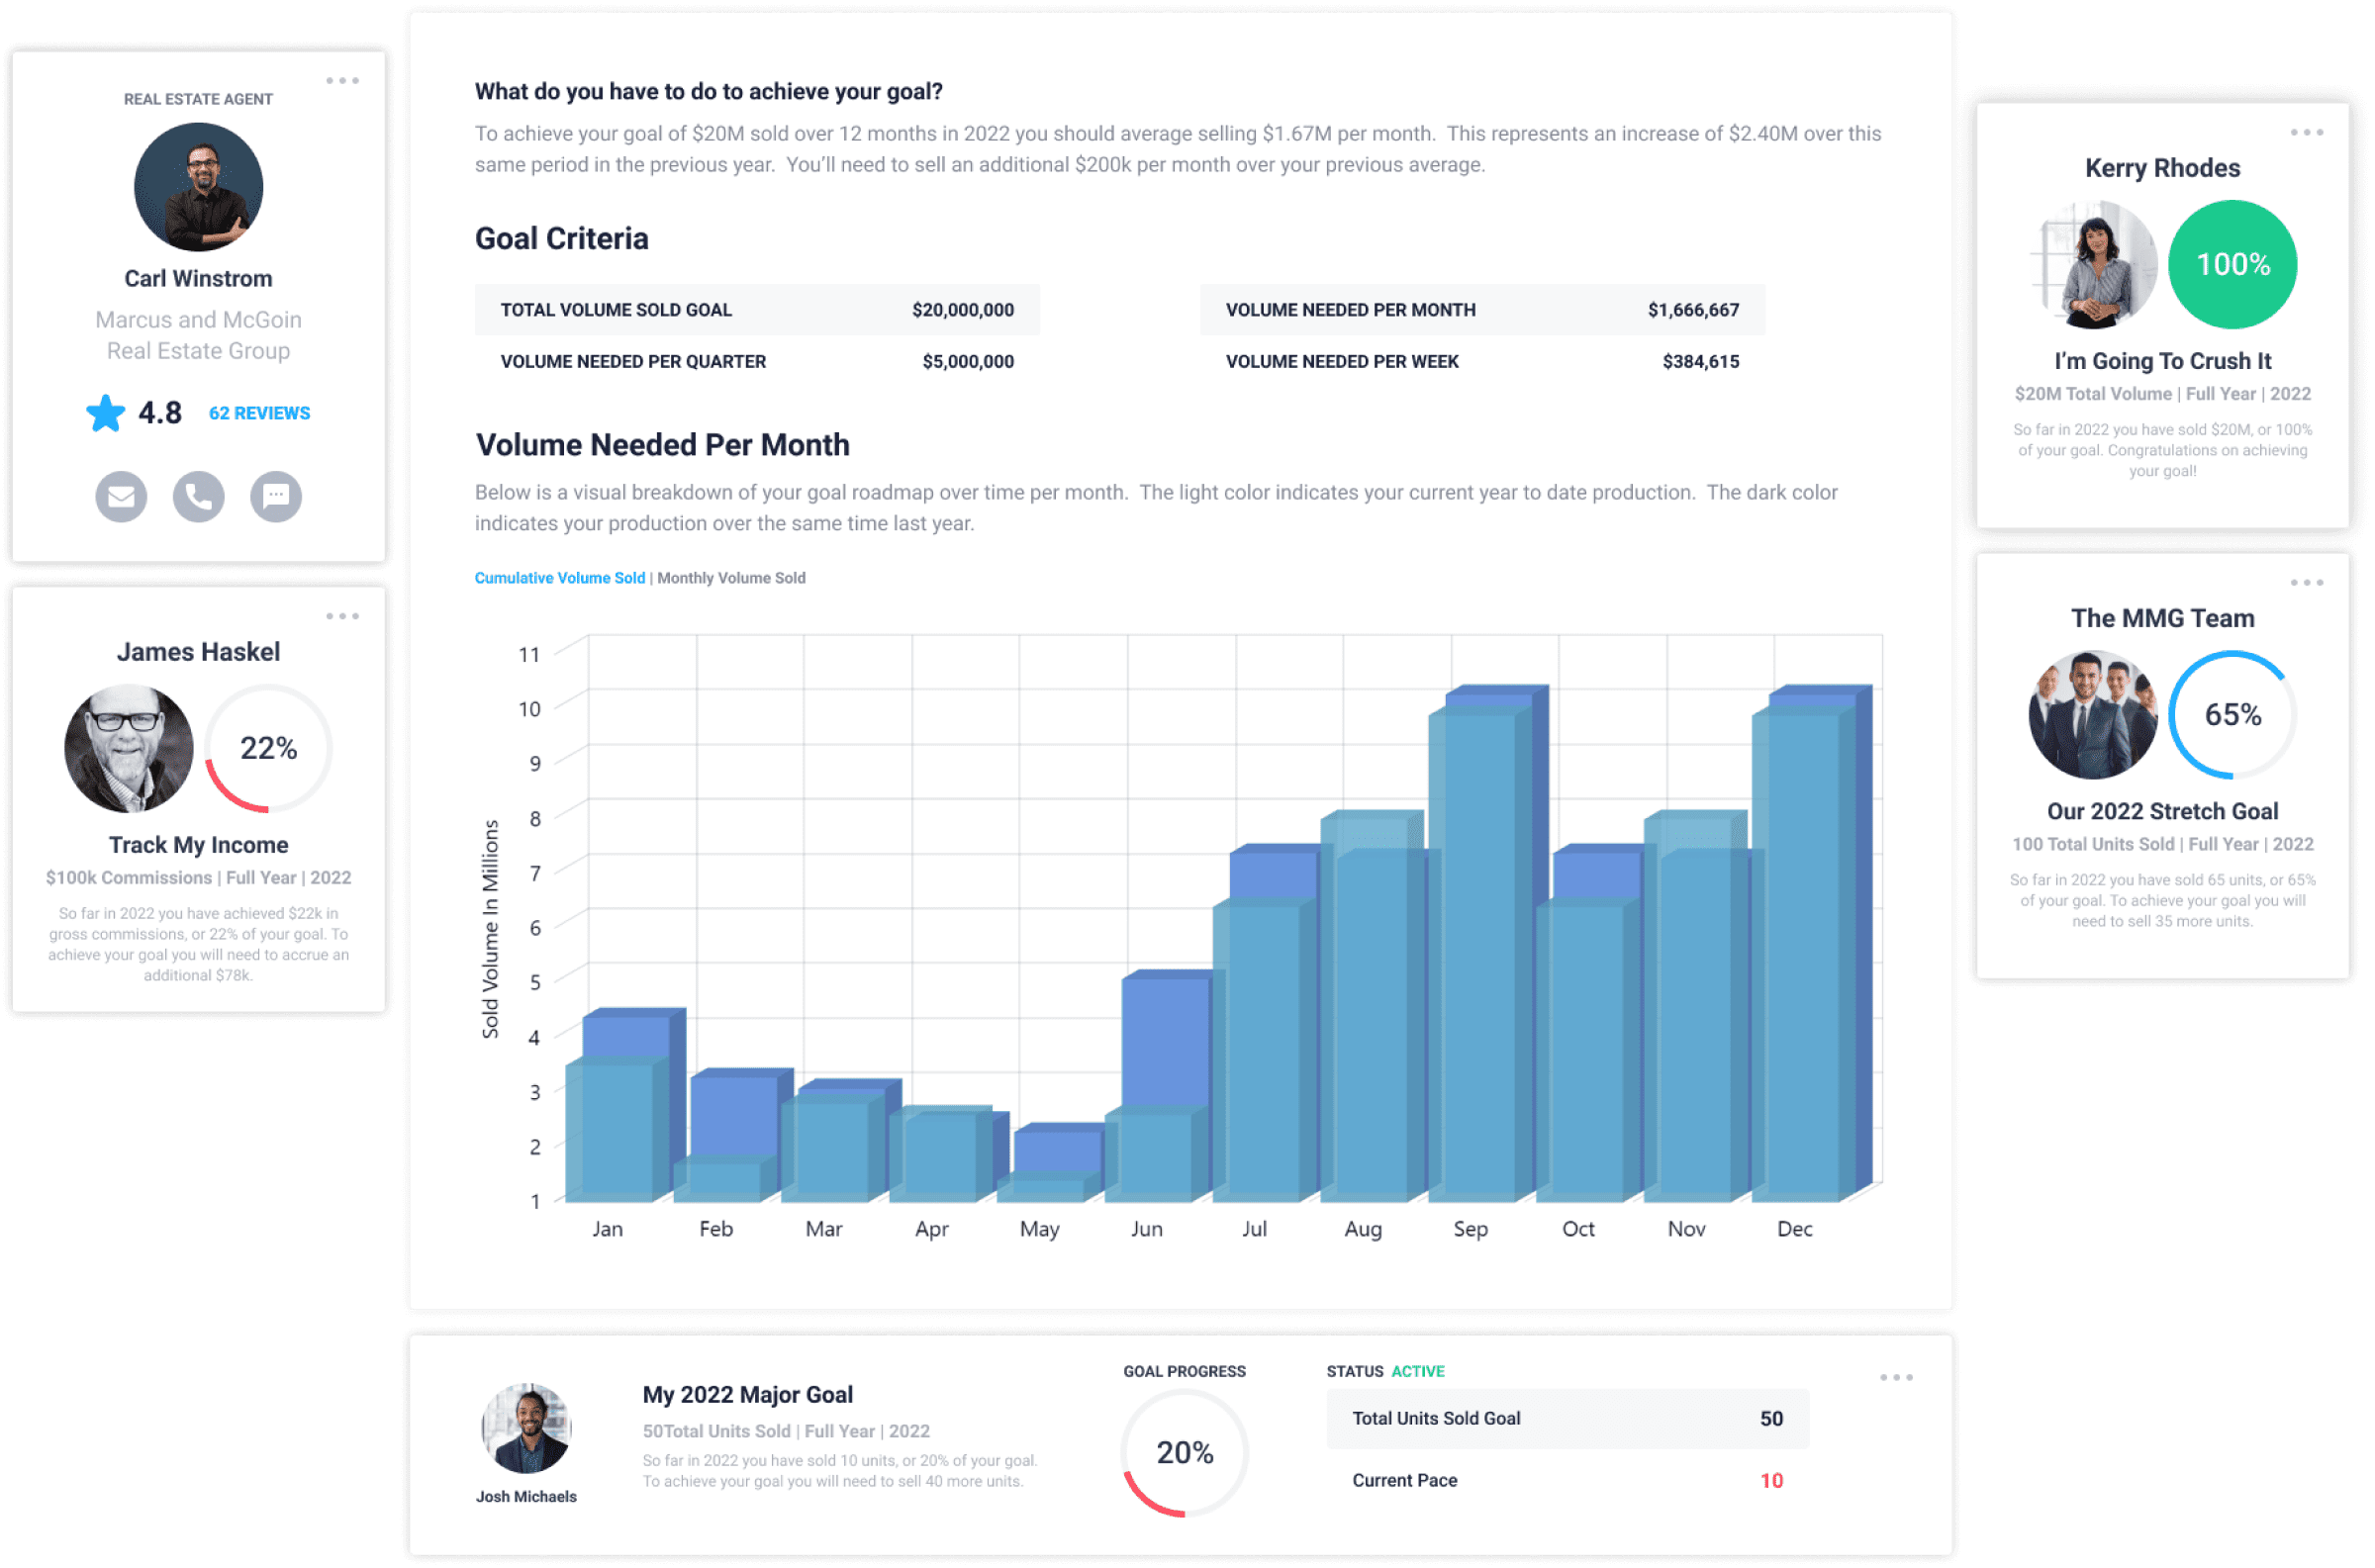 REAL ESTATE AGENT
Carl Winstrom
Marcus and McGoin
Real Estate Group
4.8 62 REVIEWS
James Haskel
22%
Track My Income
$100k Commissions | Full Year | 2022
So far in 2022 you have achieved $22k in
gross commissions, or 22% of your goal. To
achieve your goal you will need to accrue an
additional $78k.
What do you have to do to achieve your goal?
To achieve your goal of $20M sold over 12 months in 2022 you should average selling $1.67M per month. This represents an increase of $2.40M over this
same period in the previous year. You’ll need to sell an additional $200k per month over your previous average.
Goal Criteria
TOTAL VOLUME SOLD GOAL $20,000,000 VOLUME NEEDED PER MONTH $1,666,667
VOLUME NEEDED PER QUARTER $5,000,000 VOLUME NEEDED PER WEEK $384,615
Volume Needed Per Month
Below is a visual breakdown of your goal roadmap over time per month. The light color indicates your current year to date production. The dark color
indicates your production over the same time last year.
Cumulative Volume Sold | Monthly Volume Sold
Sold Volume In Millions
11
10
9
8
7
6
5
4
3
2
1
Jan Feb Mar Apr May Jun Jul Aug Sep Oct Nov Dec
Kerry Rhodes
100%
I’m Going To Crush It
$20M Total Volume | Full Year | 2022
So far in 2022 you have sold $20M, or 100%
of your goal. Congratulations on achieving
your goal!
The MMG Team
65%
Our 2022 Stretch Goal
100 Total Units Sold | Full Year | 2022
So far in 2022 you have sold 65 units, or 65%
of your goal. To achieve your goal you will
need to sell 35 more units.
Josh Michaels
My 2022 Major Goal
50Total Units Sold | Full Year | 2022
So far in 2022 you have sold 10 units, or 20% of your goal.
To achieve your goal you will need to sell 40 more units.
GOAL PROGRESS
20%
STATUS ACTIVE
Total Units Sold Goal 50
Current Pace 10